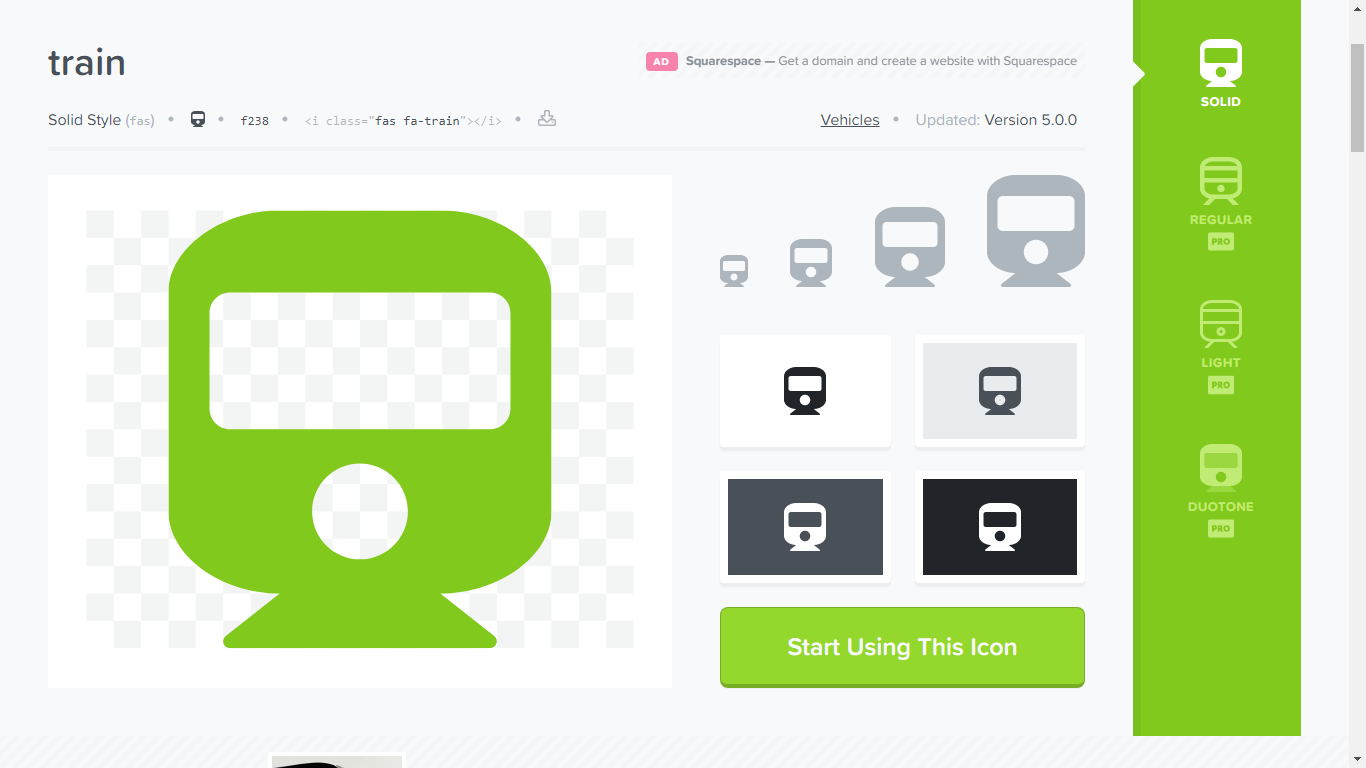 train
AD Squarespace — Get a domain and create a website with Squarespace
Solid Style (fas) • • f238 • <i class="fas fa-train"></i> •
Vehicles • Updated: Version 5.0.0
SOLID
REGULAR
PRO
LIGHT
PRO
DUOTONE
PRO
Start Using This Icon